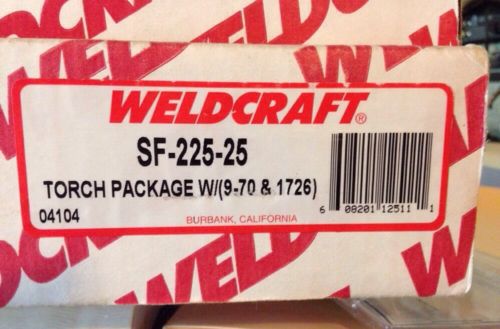 WELDCRAFT®
SF-225-25
TORCH PACKAGE W/(9-70 & 1726)
04104
6 08201 12511 1
BURBANK, CALIFORNIA